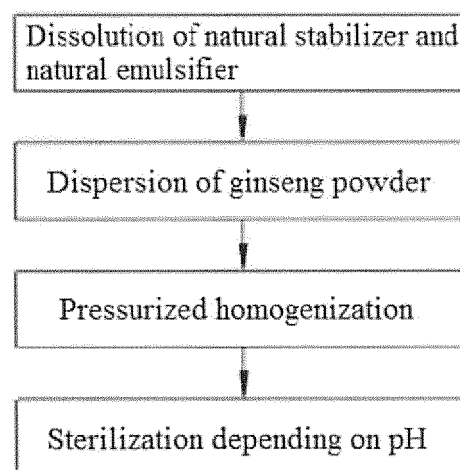 Dissolution of natural stabilizer and
natural emulsifier
Dispersion of ginseng powder
Pressurized homogenization
Sterilization depending on pH